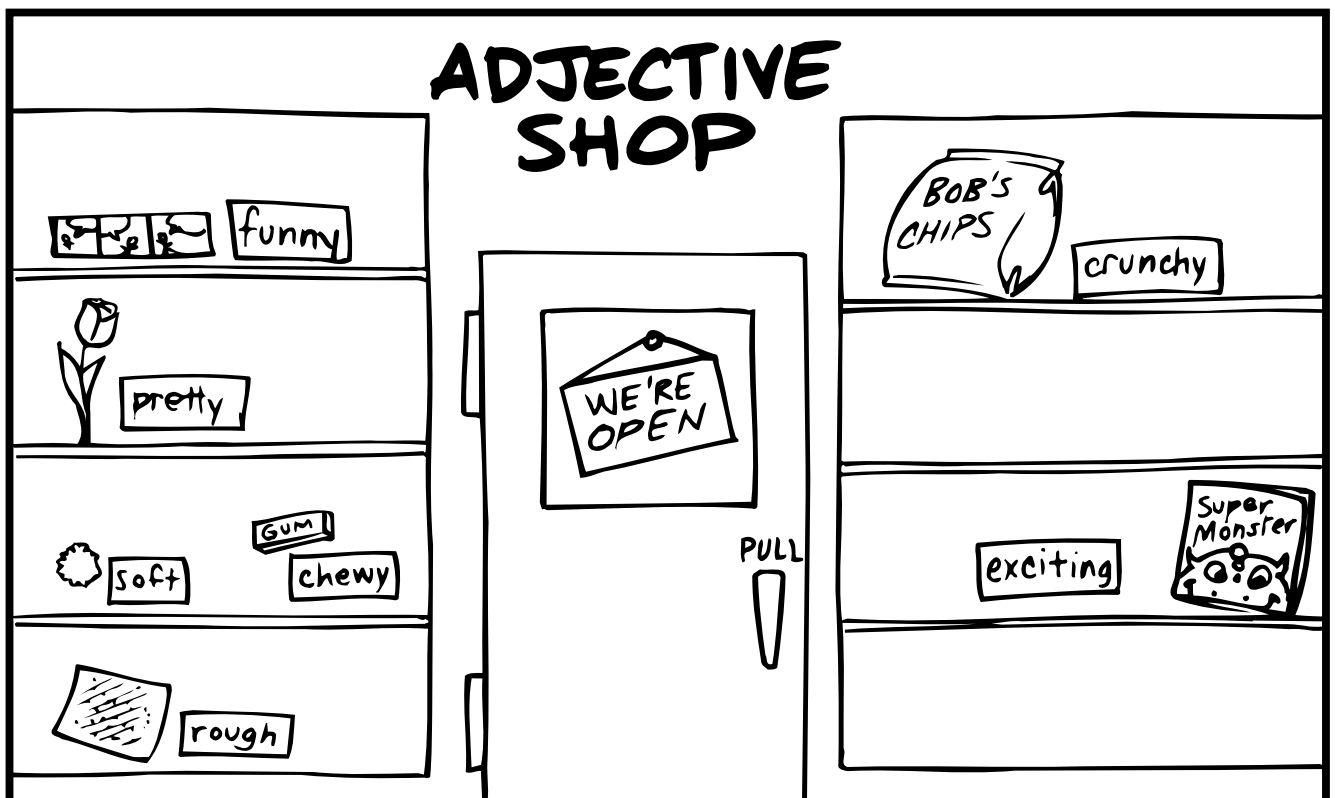 ADJECTIVE
SHOP
funny
pretty
GUM
soft
chewy
rough
WE'RE
OPEN
PULL
BOB'S
CHIPS
crunchy
exciting
Super
Monster